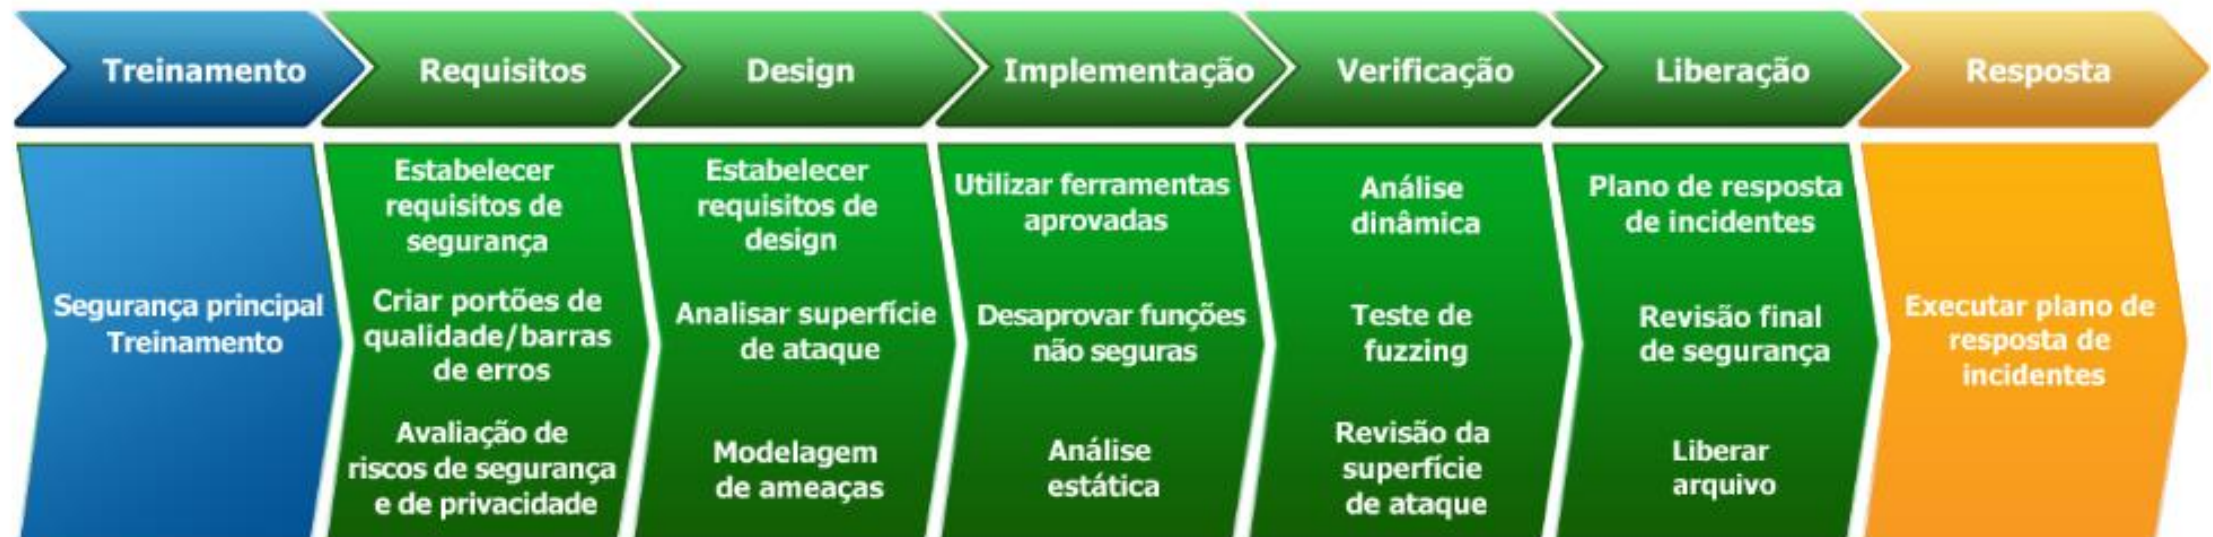 Treinamento
Requisitos
Design
Implementação
Verificação
Liberação
Resposta
Segurança principal
Treinamento
Estabelecer
requisitos de
segurança
Criar portões de
qualidade/barras
de erros
Avaliação de
riscos de segurança
e de privacidade
Estabelecer
requisitos de
design
Analisar superfície
de ataque
Modelagem
de ameaças
Utilizar ferramentas
aprovadas
Desaprovar funções
não seguras
Análise
estática
Análise
dinâmica
Teste de
fuzzing
Revisão da
superfície
de ataque
Plano de resposta
de incidentes
Revisão final
de segurança
Liberar
arquivo
Executar plano de
resposta de
incidentes